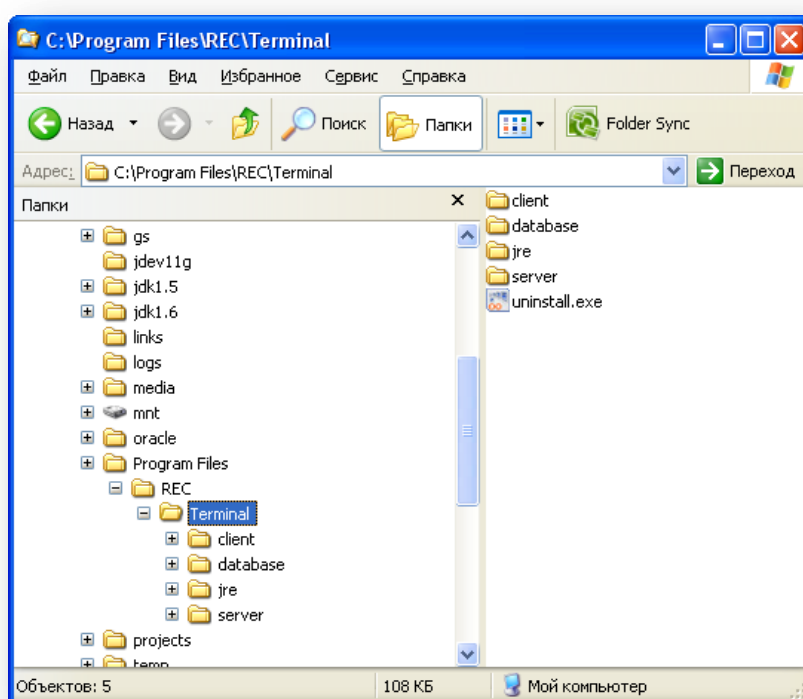 C:\Program Files\REC\Terminal
Файл Правка Вид Избранное Сервис Справка
Назад Поиск Папки Folder Sync
Адрес: C:\Program Files\REC\Terminal Переход
Папки
gs
jdev11g
jdk1.5
jdk1.6
links
logs
media
mnt
oracle
Program Files
REC
Terminal
client
database
jre
server
projects
temp
client
database
jre
server
uninstall.exe
Объектов: 5 108 КБ Мой компьютер